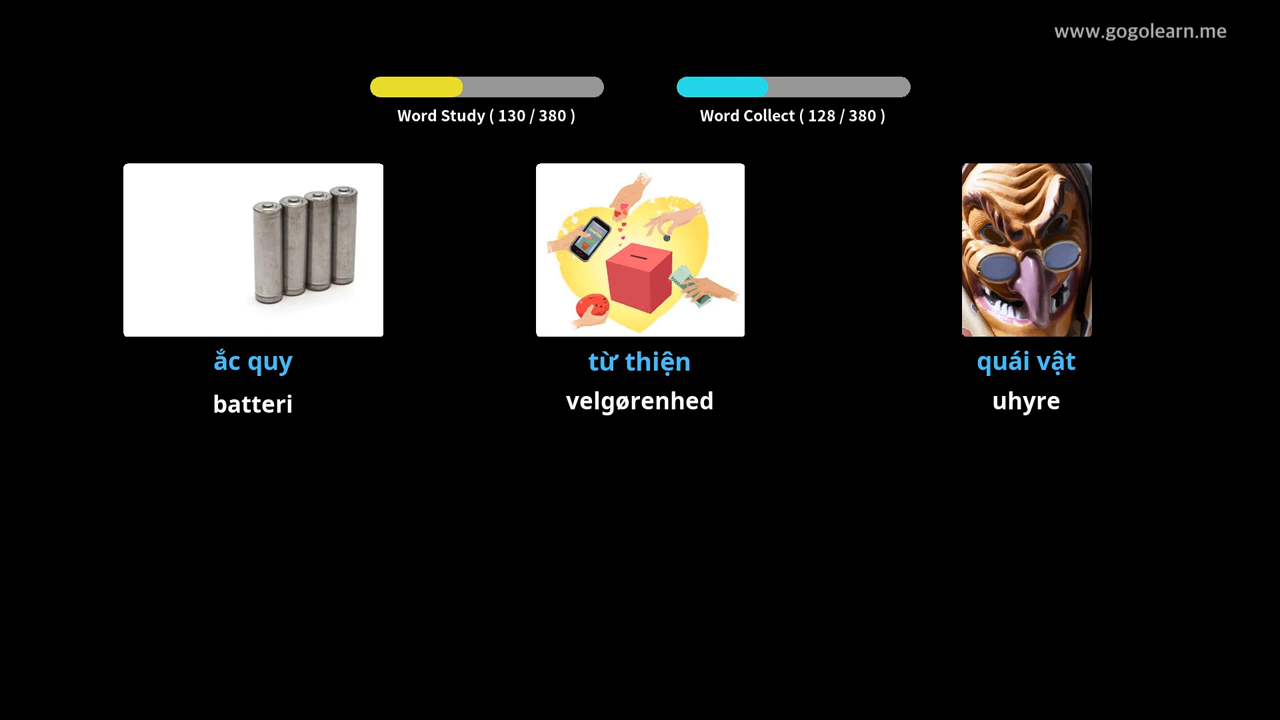 www.gogolearn.me
Word Study ( 130 / 380 )
Word Collect ( 128 / 380 )
ắc quy
từ thiện
quái vật
batteri
velgørenhed
uhyre